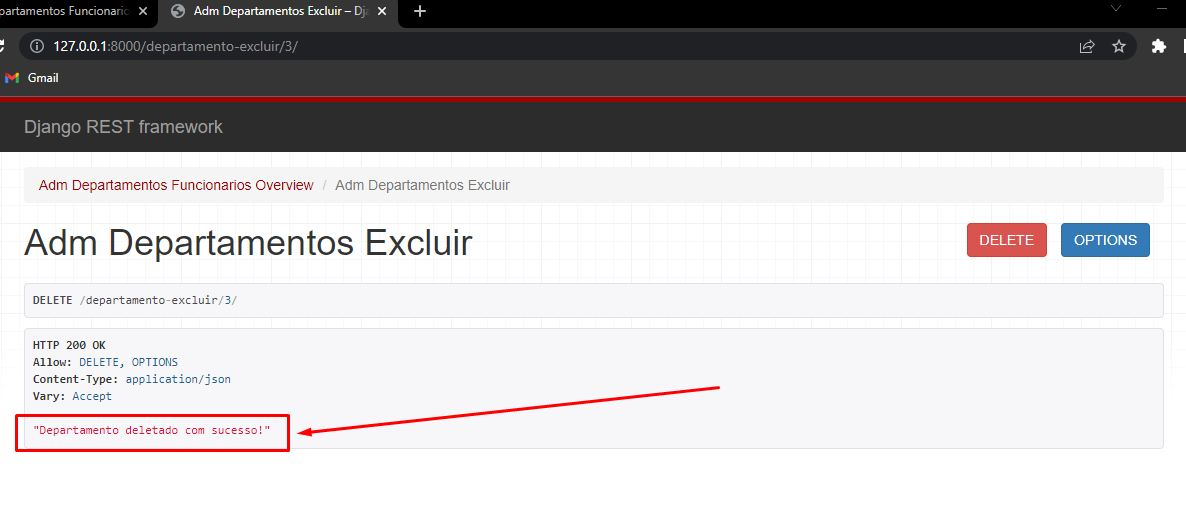 partamentos Funcionario
Adm Departamentos Excluir – Dja
127.0.0.1:8000/departamento-excluir/3/
Gmail
Django REST framework
Adm Departamentos Funcionarios Overview / Adm Departamentos Excluir
Adm Departamentos Excluir
DELETE
OPTIONS
DELETE /departamento-excluir/3/
HTTP 200 OK
Allow: DELETE, OPTIONS
Content-Type: application/json
Vary: Accept
"Departamento deletado com sucesso!"